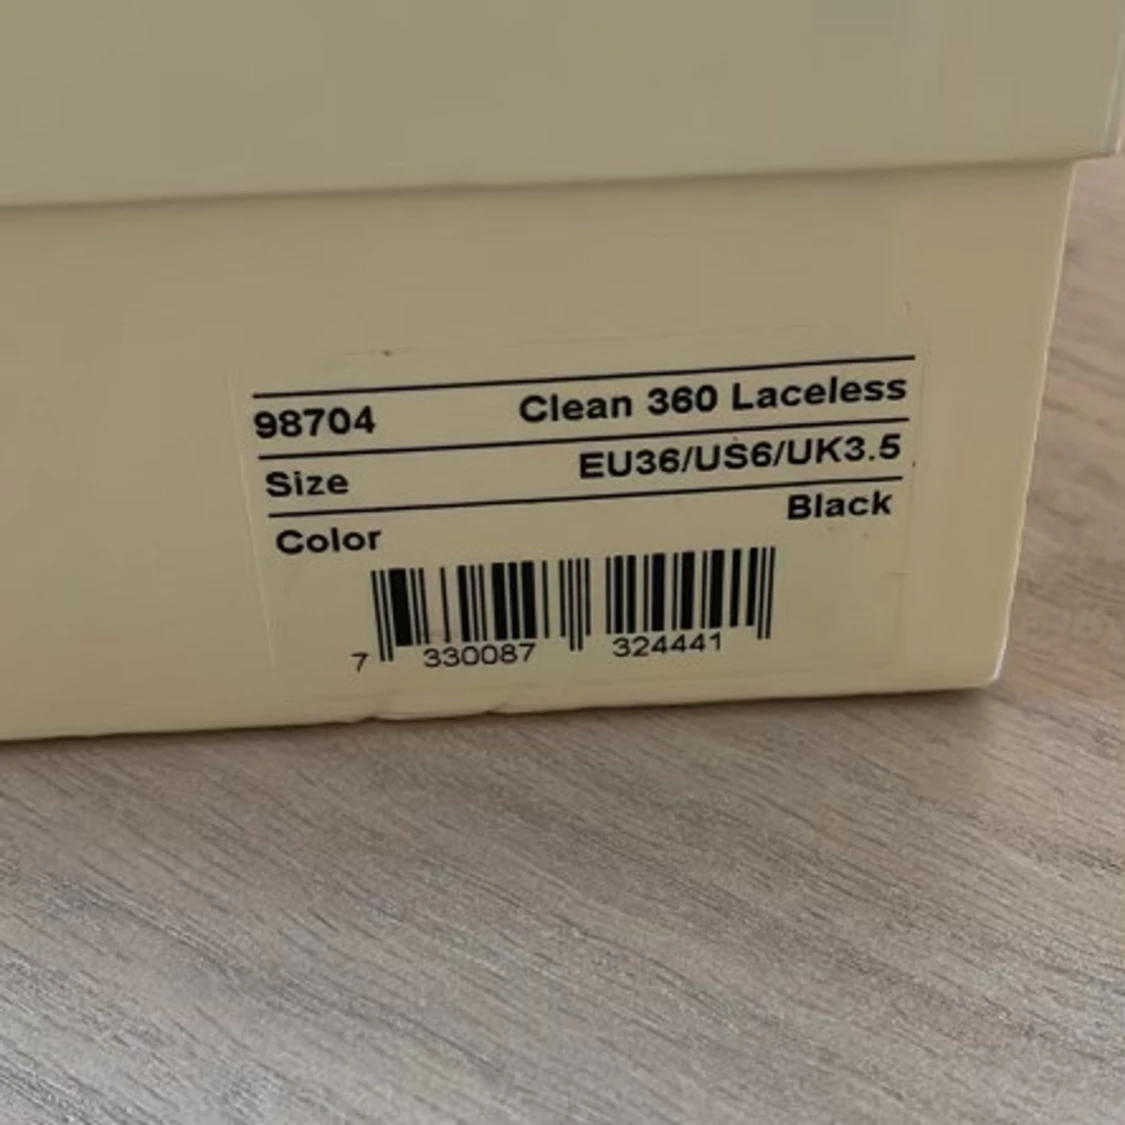 98704 Clean 360 Laceless
Size EU36/US6/UK3.5
Color Black
7 330087 324441